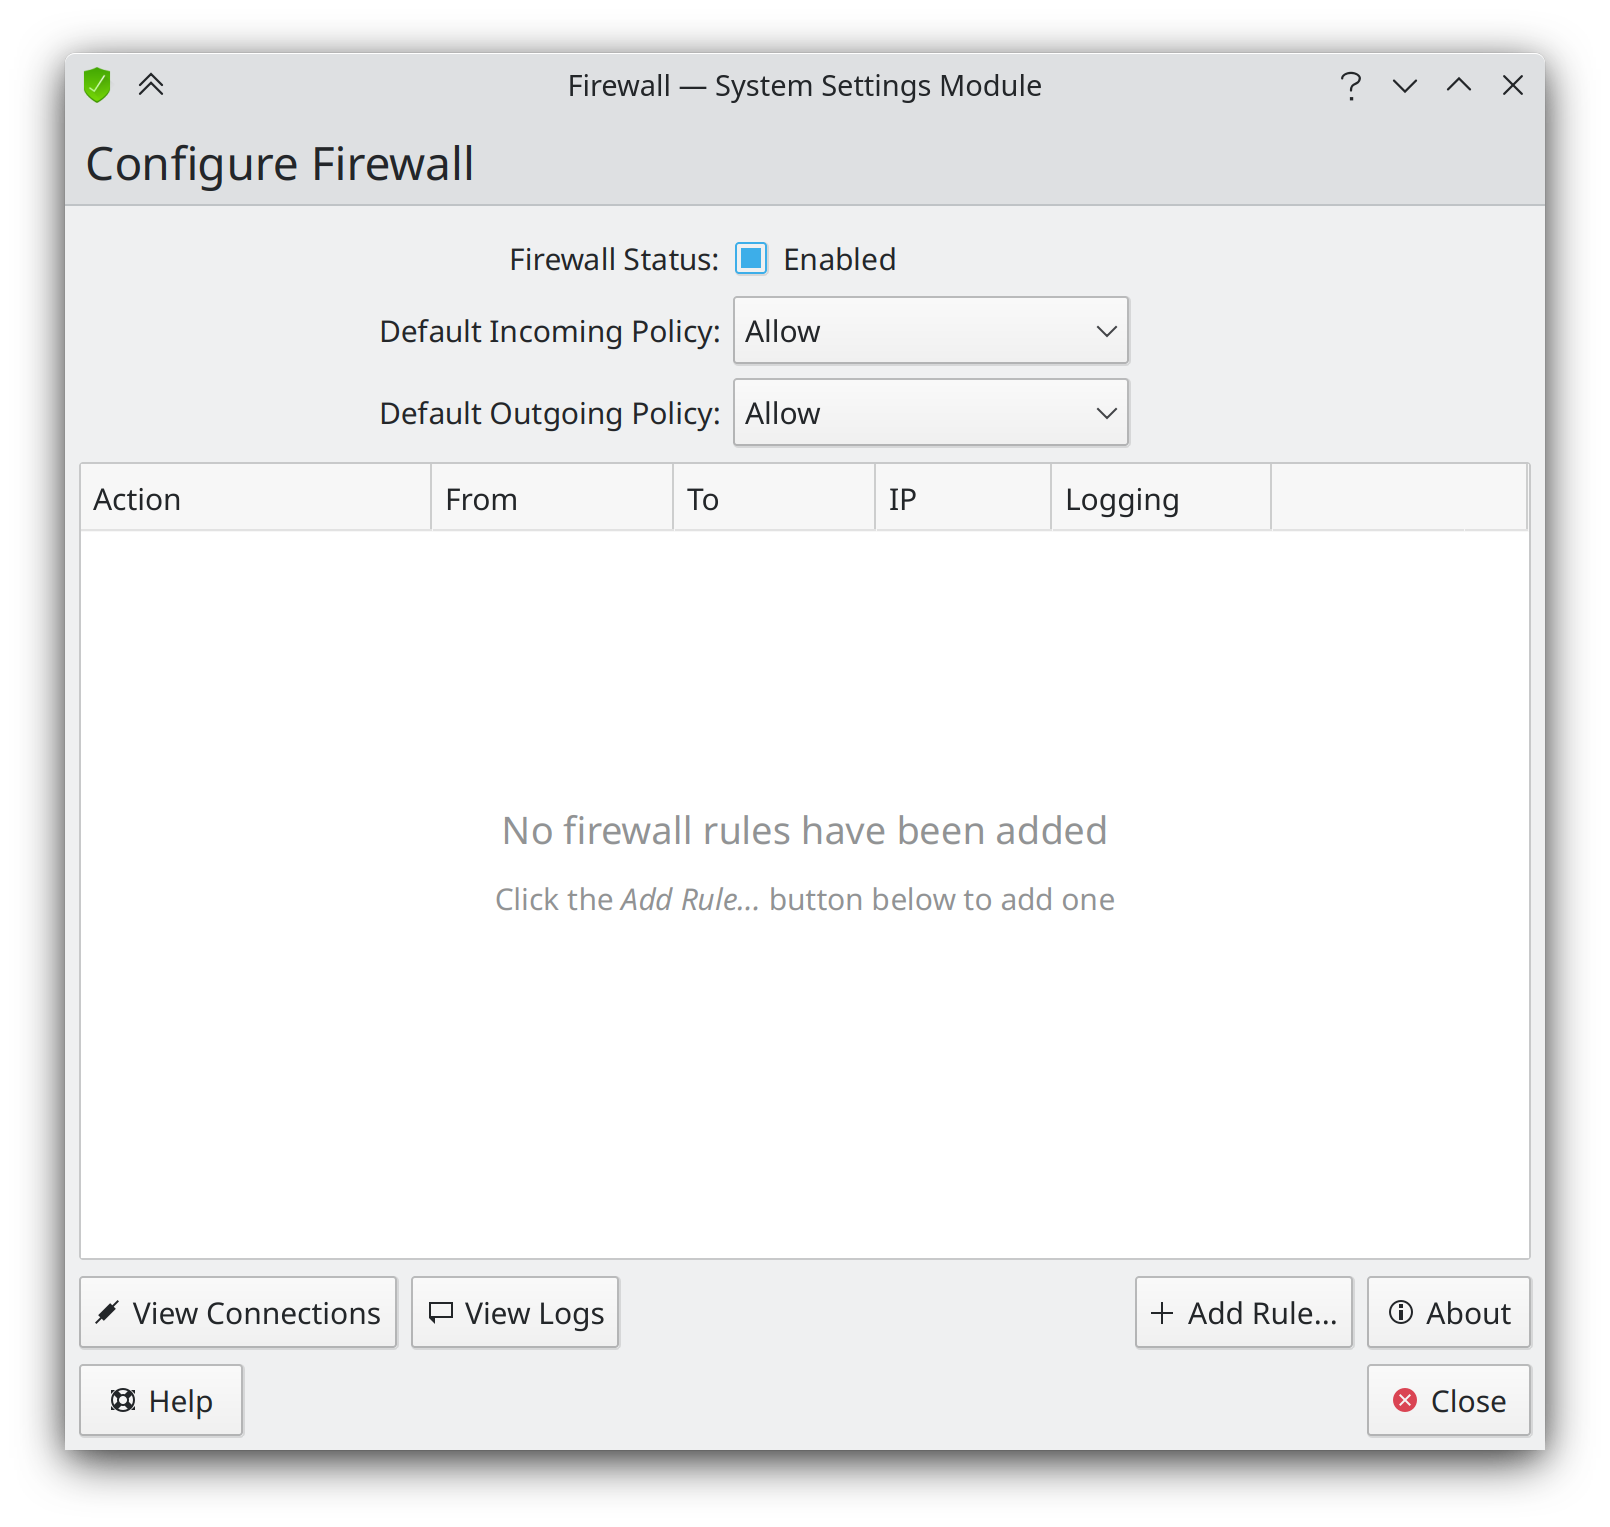 Firewall — System Settings Module
Configure Firewall
Firewall Status: Enabled
Default Incoming Policy: Allow
Default Outgoing Policy: Allow
Action From To IP Logging
No firewall rules have been added
Click the Add Rule... button below to add one
View Connections View Logs Add Rule... About
Help Close